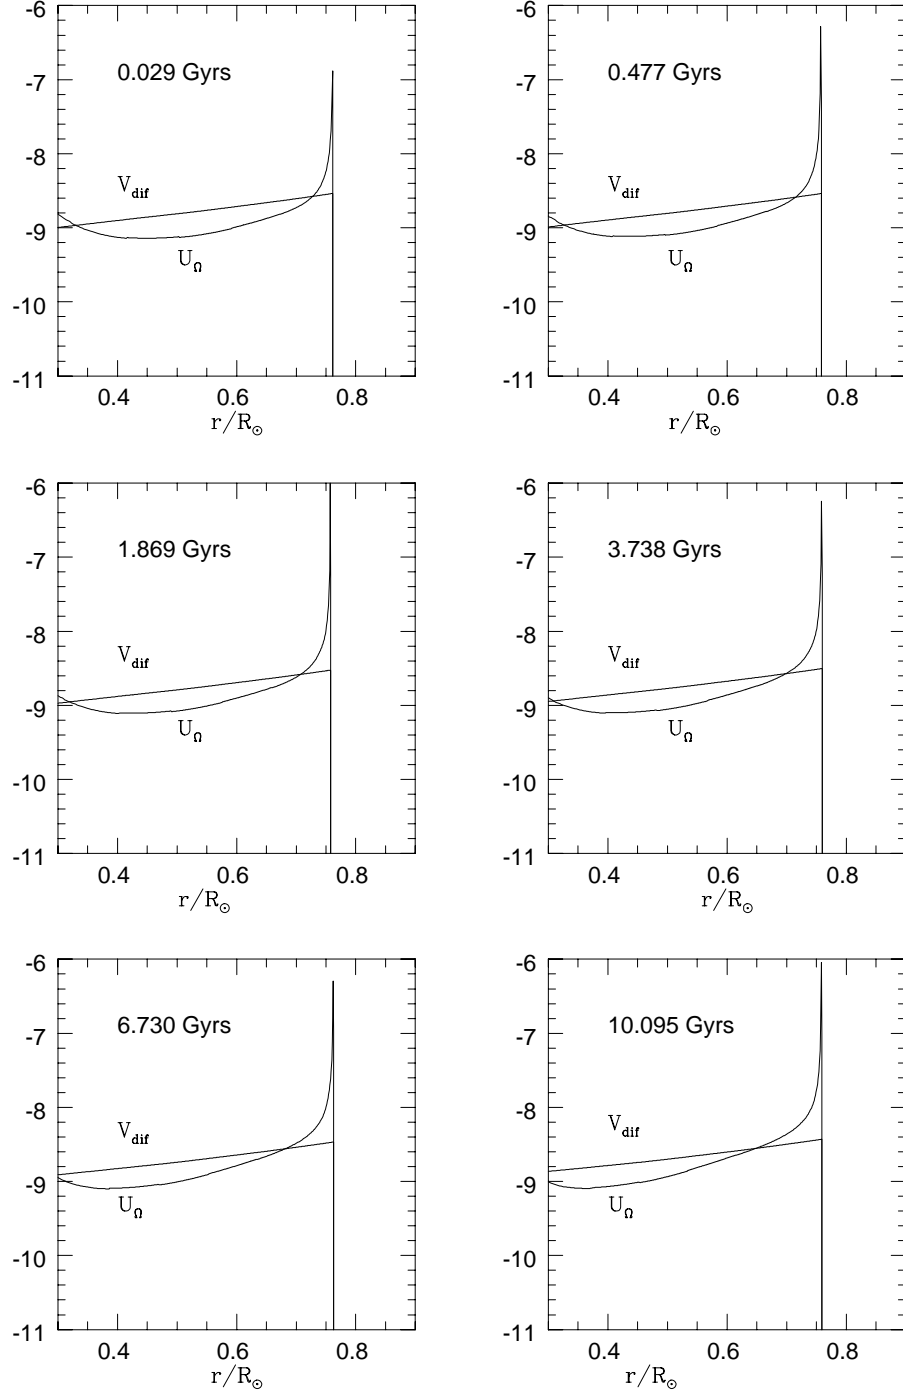 -6
-7
-8
-9
-10
-11
0.029 Gyrs
V_dif
U_Ω
0.4 0.6 0.8
r/R_⊙
-6
-7
-8
-9
-10
-11
0.477 Gyrs
V_dif
U_Ω
0.4 0.6 0.8
r/R_⊙
-6
-7
-8
-9
-10
-11
1.869 Gyrs
V_dif
U_Ω
0.4 0.6 0.8
r/R_⊙
-6
-7
-8
-9
-10
-11
3.738 Gyrs
V_dif
U_Ω
0.4 0.6 0.8
r/R_⊙
-6
-7
-8
-9
-10
-11
6.730 Gyrs
V_dif
U_Ω
0.4 0.6 0.8
r/R_⊙
-6
-7
-8
-9
-10
-11
10.095 Gyrs
V_dif
U_Ω
0.4 0.6 0.8
r/R_⊙